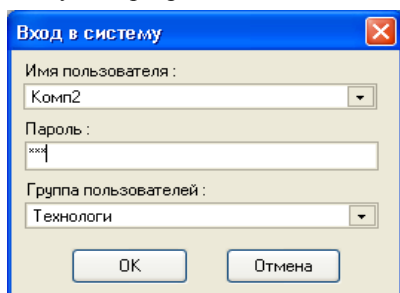 Вход в систему
Имя пользователя :
Комп2
Пароль :
×××
Группа пользователей :
Технологи
OK
Отмена